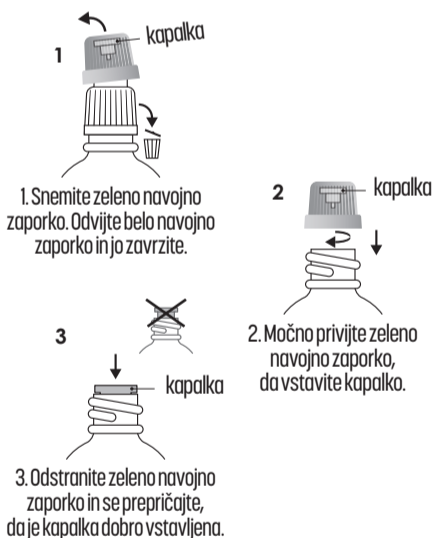 1
kapalka
1. Snemite zeleno navojno
zaporko. Odvijte belo navojno
zaporko in jo zavrzite.
2
kapalka
2. Močno privijte zeleno
navojno zaporko,
da vstavite kapalko.
3
kapalka
3. Odstranite zeleno navojno
zaporko in se prepričajte,
da je kapalka dobro vstavljena.